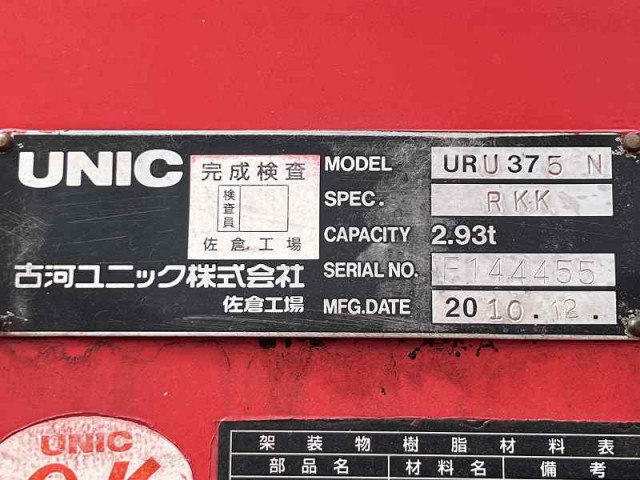 UNIC
完成検査
検査員
佐倉工場
古河ユニック株式会社
佐倉工場
MODEL URU375N
SPEC. RKK
CAPACITY 2.93t
SERIAL NO. E144455
MFG.DATE 2010.12.
UNIC
OK
架装物樹脂材料表
部品名 材料名 備考